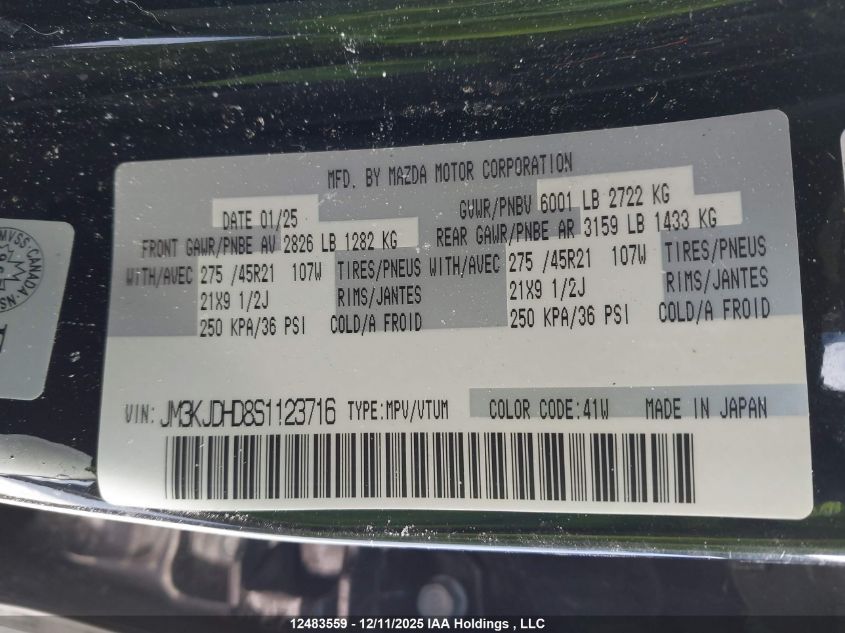 MFD. BY MAZDA MOTOR CORPORATION
DATE 01/25
GVWR/PNBV 6001 LB 2722 KG
FRONT GAWR/PNBE AV 2826 LB 1282 KG
REAR GAWR/PNBE AR 3159 LB 1433 KG
WITH/AVEC 275 /45R21 107W TIRES/PNEUS WITH/AVEC 275 /45R21 107W TIRES/PNEUS
21X9 1/2J RIMS/JANTES 21X9 1/2J RIMS/JANTES
250 KPA/36 PSI COLD/A FROID 250 KPA/36 PSI COLD/A FROID
VIN: JM3KJDHD8S1123716 TYPE:MPV/VTUM COLOR CODE:41W MADE IN JAPAN
CANADA
12483559 - 12/11/2025 IAA Holdings , LLC